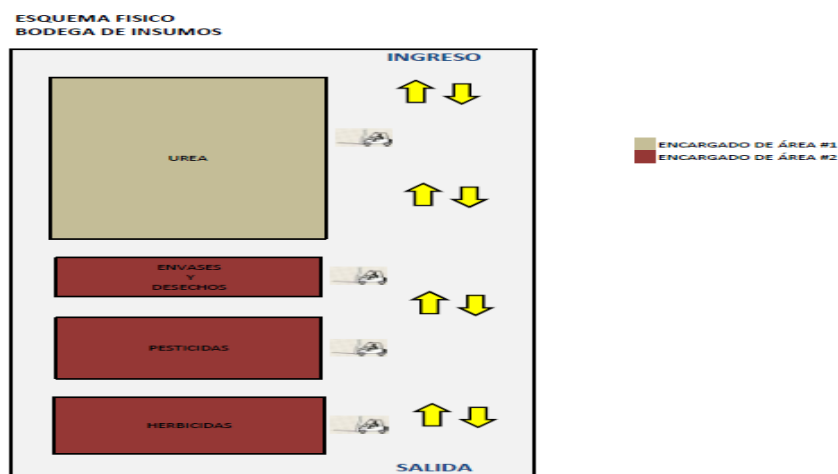 ESQUEMA FISICO
BODEGA DE INSUMOS
INGRESO
UREA
ENCARGADO DE ÁREA #1
ENCARGADO DE ÁREA #2
ENVASES
Y
DESECHOS
PESTICIDAS
HERBICIDAS
SALIDA